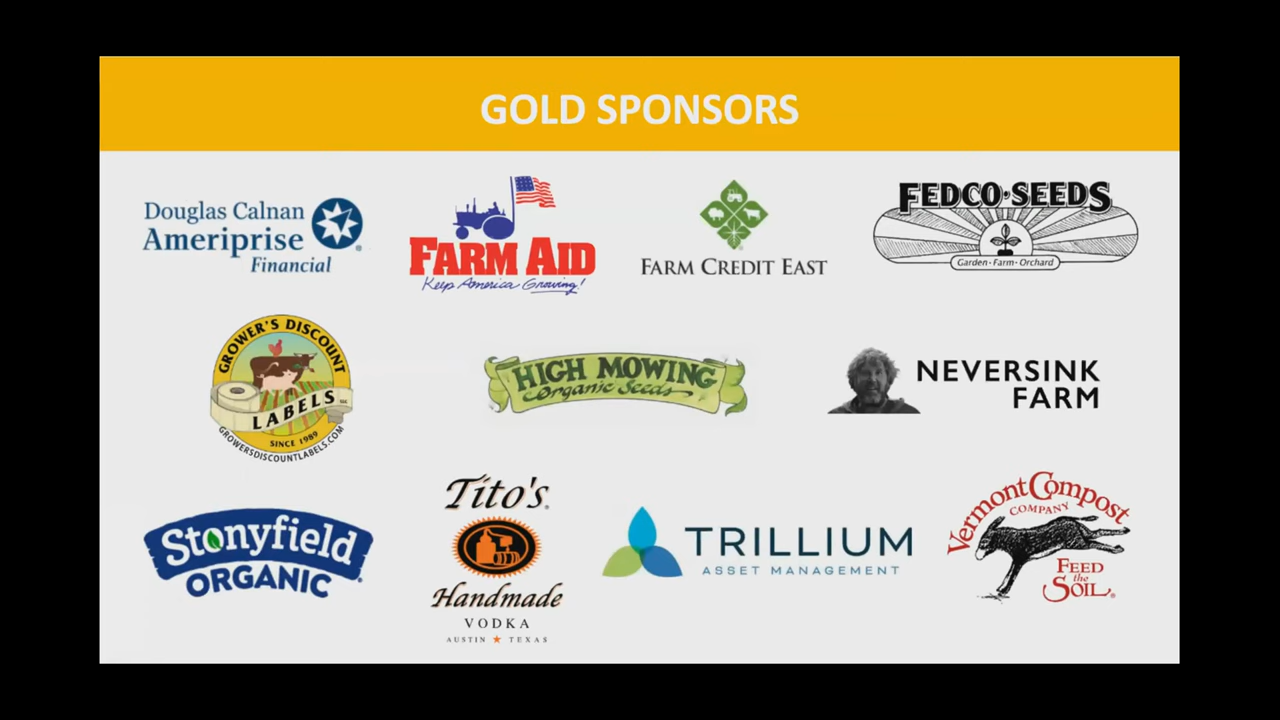 GOLD SPONSORS
Douglas Calnan
Ameriprise
Financial
FARM AID
Keep America Growing!
FARM CREDIT EAST
FEDCO·SEEDS
Garden·Farm·Orchard
GROWER'S DISCOUNT
LABELS
SINCE 1989
GROWERSDISCOUNTLABELS.COM
HIGH MOWING
Organic Seeds
NEVERSINK
FARM
Stonyfield
ORGANIC
Tito's
Handmade
VODKA
AUSTIN ★ TEXAS
TRILLIUM
ASSET MANAGEMENT
Vermont Compost
COMPANY
FEED
the
SOIL